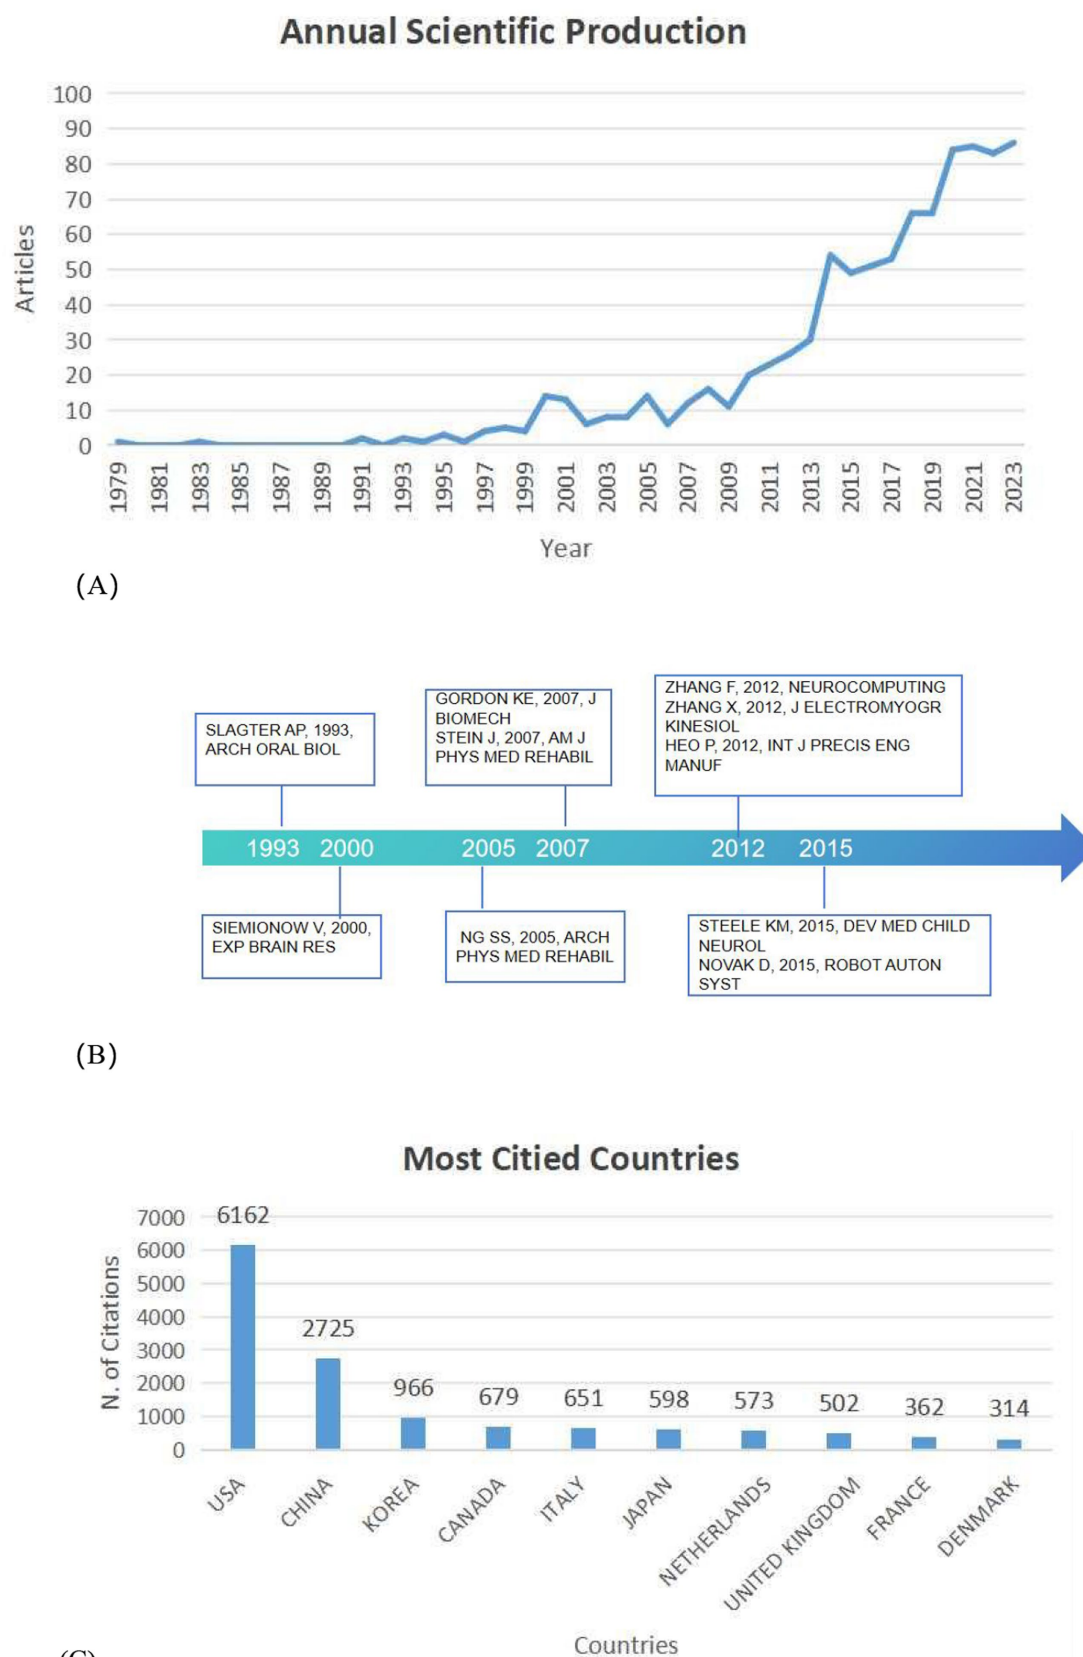 Annual Scientific Production
100
90
80
70
60
50
40
30
20
10
0
Articles
1979
1981
1983
1985
1987
1989
1991
1993
1995
1997
1999
2001
2003
2005
2007
2009
2011
2013
2015
2017
2019
2021
2023
Year
(A)
SLAGTER AP, 1993,
ARCH ORAL BIOL
GORDON KE, 2007, J
BIOMECH
STEIN J, 2007, AM J
PHYS MED REHABIL
ZHANG F, 2012, NEUROCOMPUTING
ZHANG X, 2012, J ELECTROMYOGR
KINESIOL
HEO P, 2012, INT J PRECIS ENG
MANUF
1993 2000 2005 2007 2012 2015
SIEMIONOW V, 2000,
EXP BRAIN RES
NG SS, 2005, ARCH
PHYS MED REHABIL
STEELE KM, 2015, DEV MED CHILD
NEUROL
NOVAK D, 2015, ROBOT AUTON
SYST
(B)
Most Citied Countries
7000
6000
5000
4000
3000
2000
1000
0
N. of Citations
6162
2725
966
679
651
598
573
502
362
314
USA
CHINA
KOREA
CANADA
ITALY
JAPAN
NETHERLANDS
UNITED KINGDOM
FRANCE
DENMARK
Countries
(C)